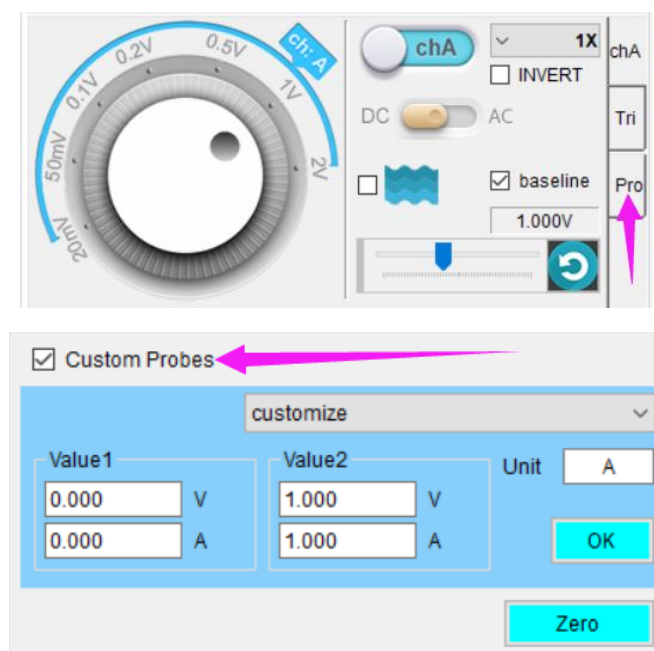 20mV
50mV
0.1V
0.2V
0.5V
1V
2V
ch: A
chA
1X
INVERT
DC
AC
baseline
1.000V
chA
Tri
Pro
Custom Probes
customize
Value1
0.000 V
0.000 A
Value2
1.000 V
1.000 A
Unit A
OK
Zero